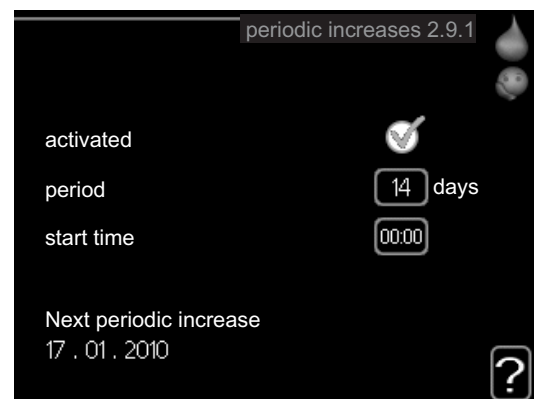 periodic increases 2.9.1
activated
period 14 days
start time 00:00
Next periodic increase
17 . 01 . 2010
?